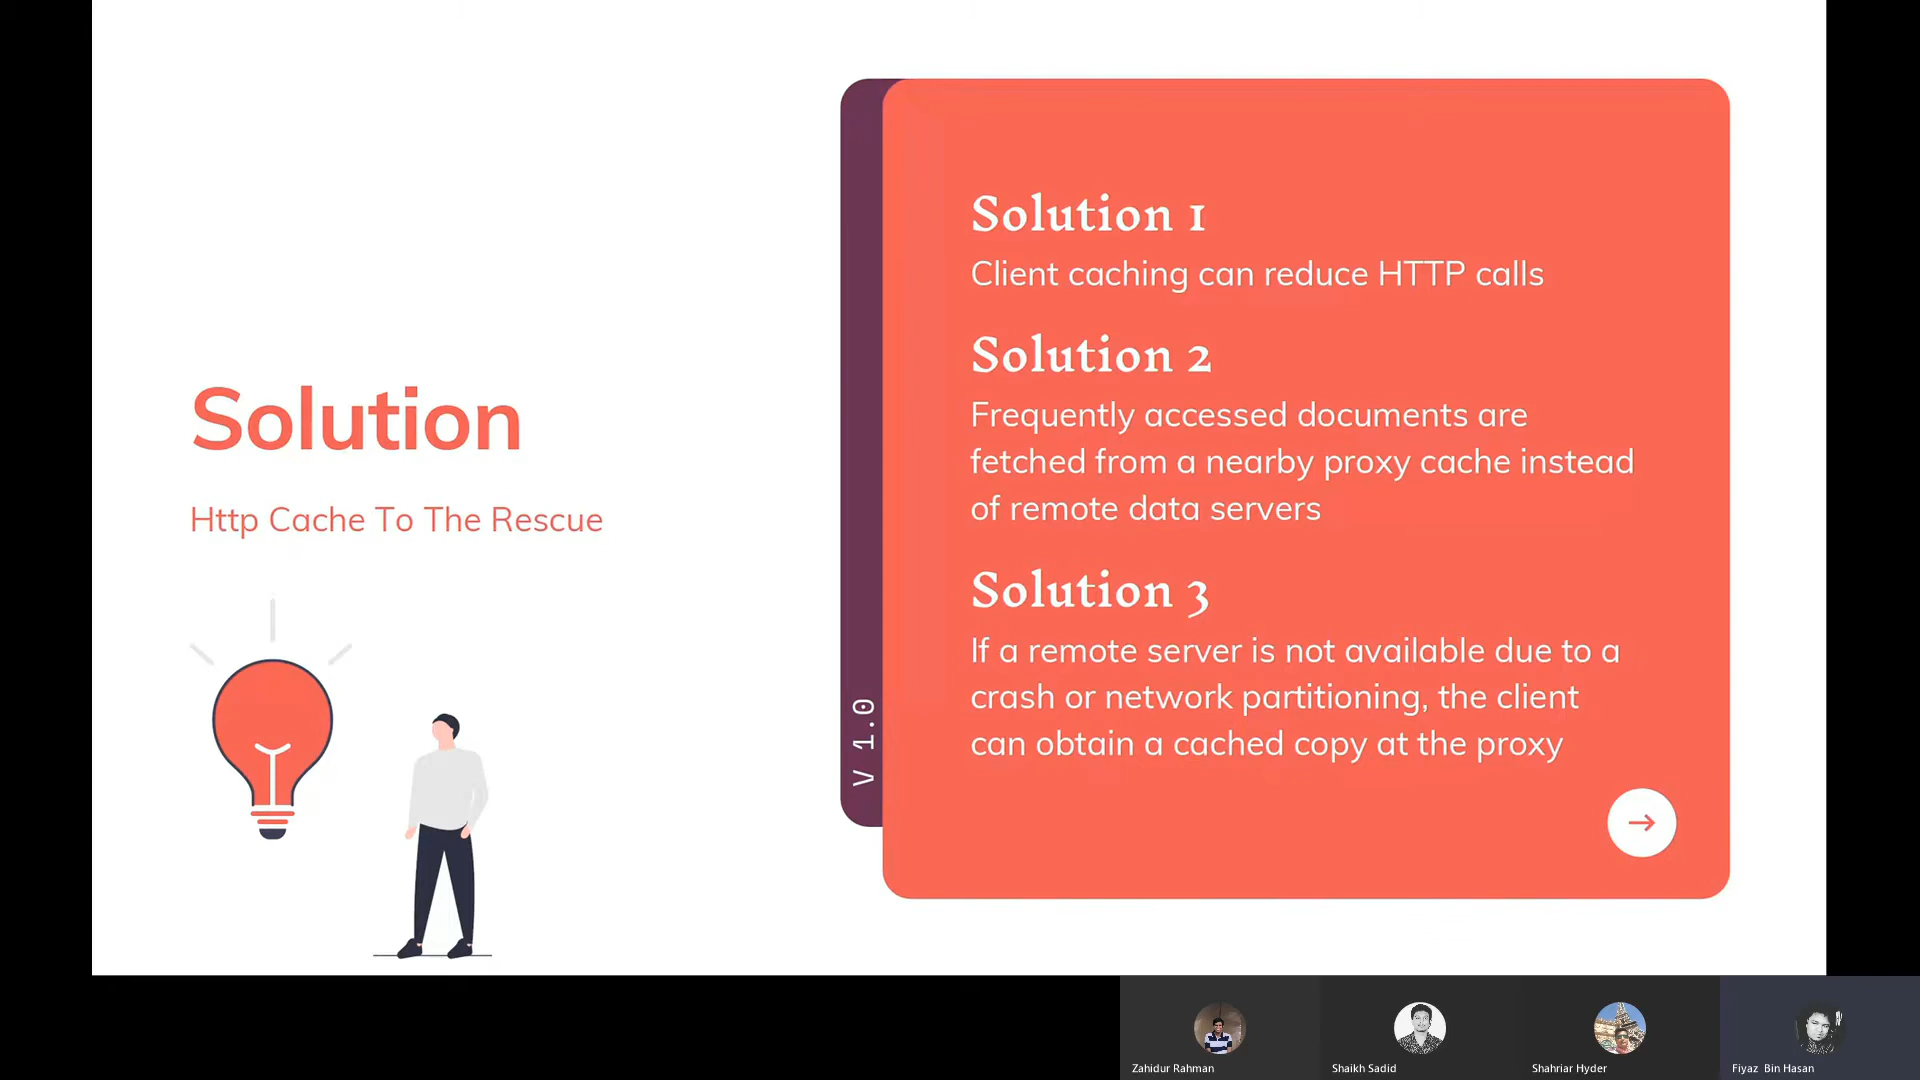 Solution
Http Cache To The Rescue
V 1.0
Solution 1
Client caching can reduce HTTP calls
Solution 2
Frequently accessed documents are
fetched from a nearby proxy cache instead
of remote data servers
Solution 3
If a remote server is not available due to a
crash or network partitioning, the client
can obtain a cached copy at the proxy
Zahidur Rahman
Shaikh Sadid
Shahriar Hyder
Fiyaz Bin Hasan